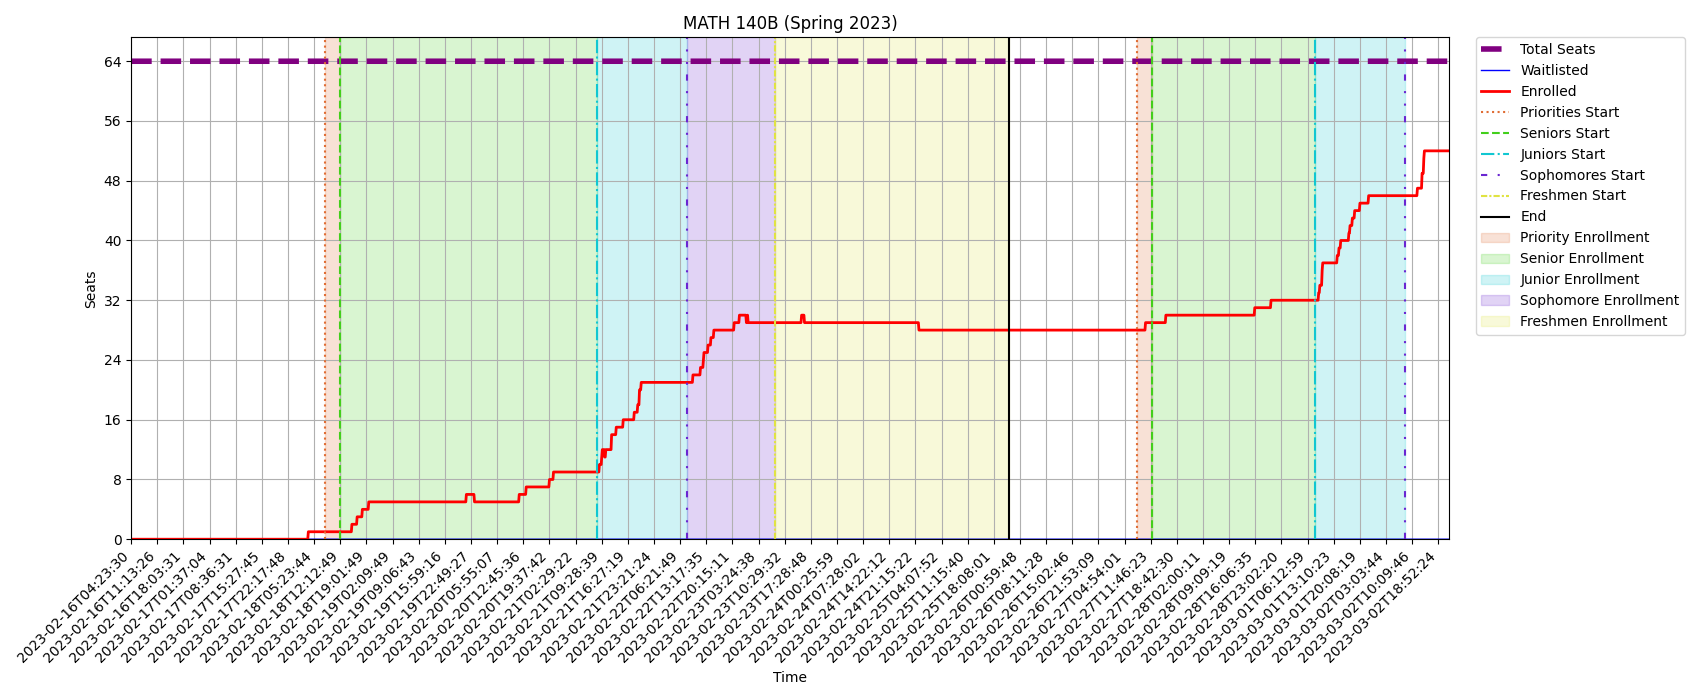 MATH 140B (Spring 2023)
Seats
64
56
48
40
32
24
16
8
0
2023-02-16T04:23:30
2023-02-16T11:13:26
2023-02-16T18:03:31
2023-02-17T01:37:04
2023-02-17T08:36:31
2023-02-17T15:27:45
2023-02-17T22:17:48
2023-02-18T05:23:44
2023-02-18T12:12:49
2023-02-18T19:01:49
2023-02-19T02:09:49
2023-02-19T09:06:43
2023-02-19T15:59:16
2023-02-19T22:49:27
2023-02-20T05:55:07
2023-02-20T12:45:36
2023-02-20T19:37:42
2023-02-21T02:29:22
2023-02-21T09:28:39
2023-02-21T16:27:19
2023-02-21T23:21:24
2023-02-22T06:21:49
2023-02-22T13:17:35
2023-02-22T20:15:11
2023-02-23T03:24:38
2023-02-23T10:29:32
2023-02-23T17:28:48
2023-02-24T00:25:59
2023-02-24T07:28:02
2023-02-24T14:22:12
2023-02-24T21:15:22
2023-02-25T04:07:52
2023-02-25T11:15:40
2023-02-25T18:08:01
2023-02-26T00:59:48
2023-02-26T08:11:28
2023-02-26T15:02:46
2023-02-26T21:53:09
2023-02-27T04:54:01
2023-02-27T11:46:23
2023-02-27T18:42:30
2023-02-28T02:00:11
2023-02-28T09:09:19
2023-02-28T16:06:35
2023-02-28T23:02:20
2023-03-01T06:12:59
2023-03-01T13:10:23
2023-03-01T20:08:19
2023-03-02T03:03:44
2023-03-02T10:09:46
2023-03-02T18:52:24
Time
Total Seats
Waitlisted
Enrolled
Priorities Start
Seniors Start
Juniors Start
Sophomores Start
Freshmen Start
End
Priority Enrollment
Senior Enrollment
Junior Enrollment
Sophomore Enrollment
Freshmen Enrollment